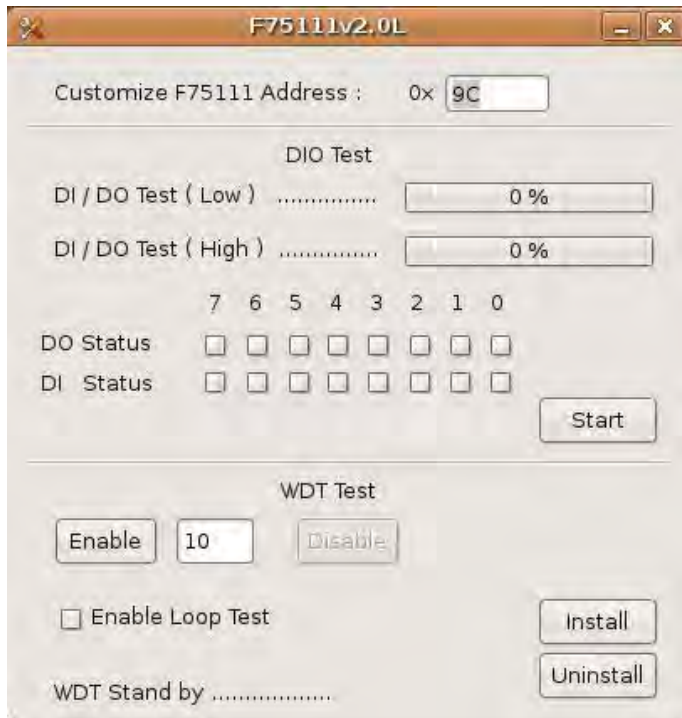 F75111v2.0L
Customize F75111 Address : 0x 9C
DIO Test
DI / DO Test ( Low ) ............... 0 %
DI / DO Test ( High ) ............... 0 %
7 6 5 4 3 2 1 0
DO Status
DI Status
Start
WDT Test
Enable 10 Disable
Enable Loop Test
Install
Uninstall
WDT Stand by ..................